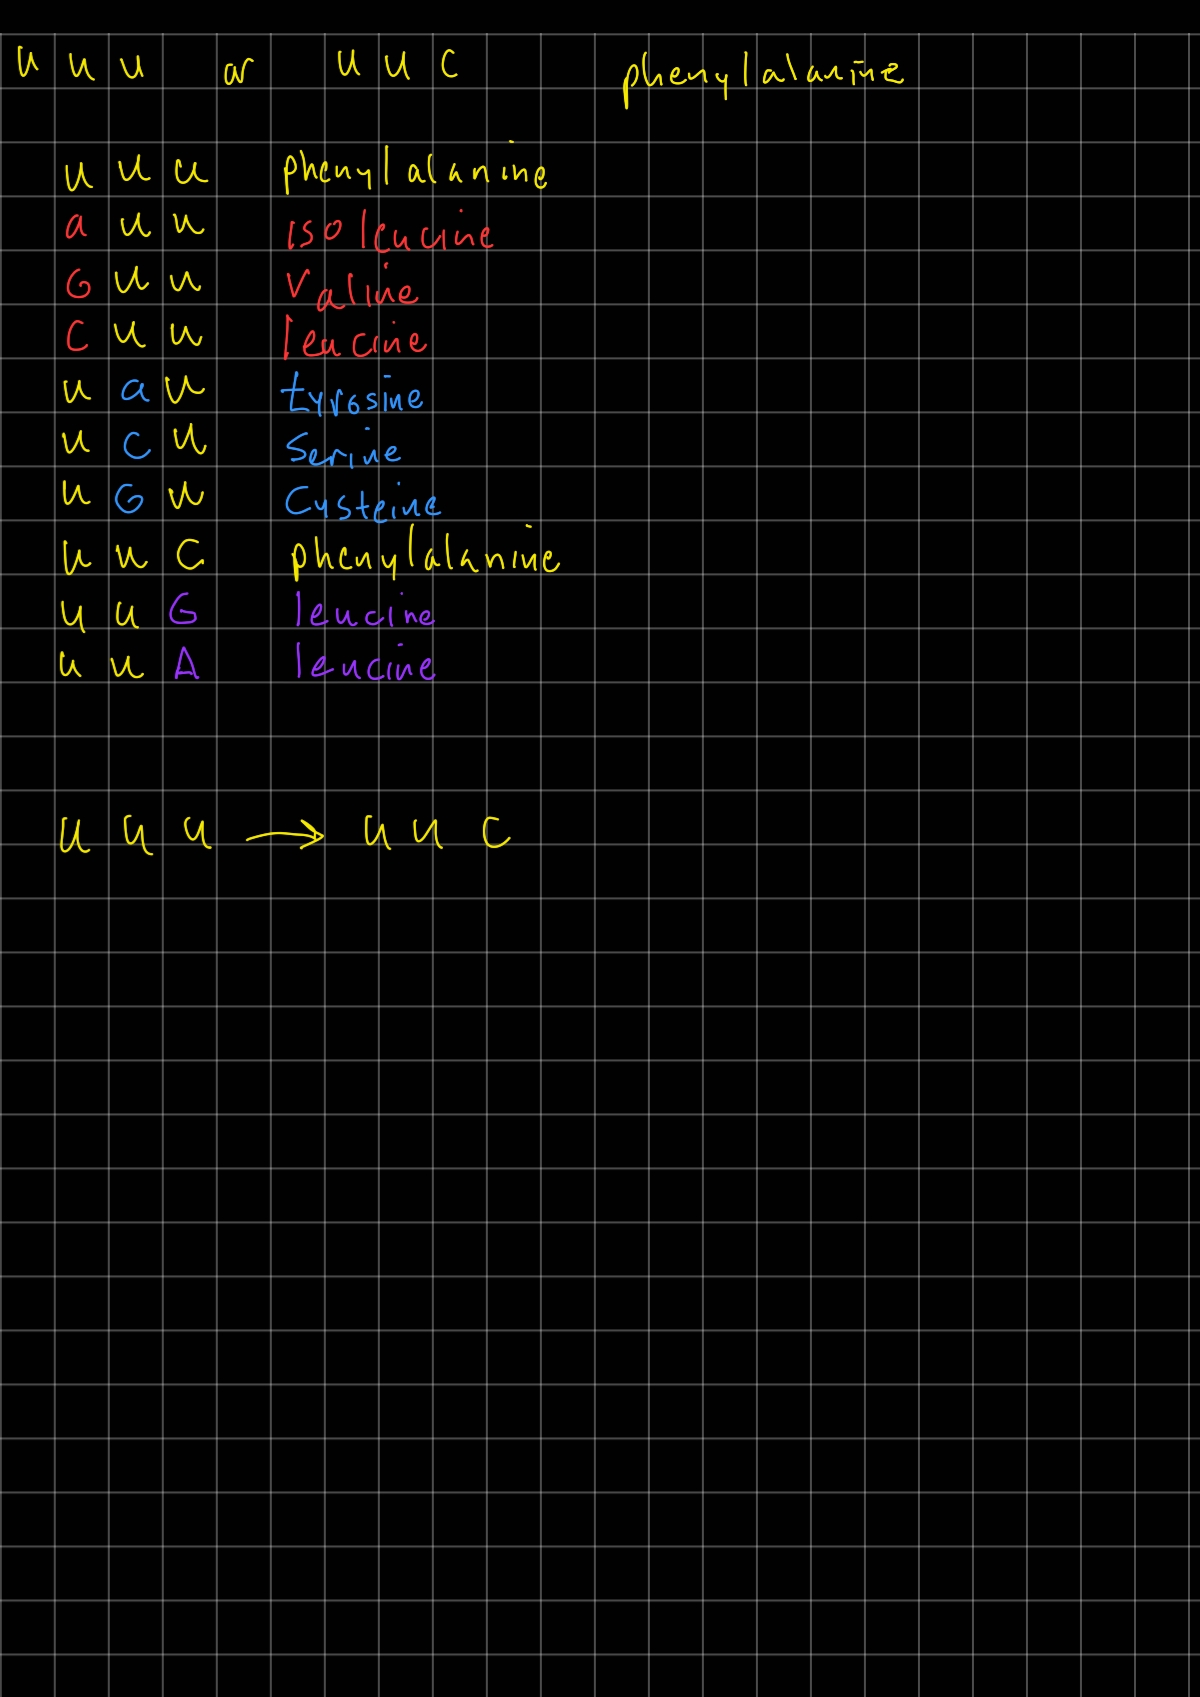 U U U or U U C phenylalanine
U U U phenylalanine
a U U isoleucine
G U U Valine
C U U leucine
U a U tyrosine
U C U Serine
U G U Cysteine
U U C phenylalanine
U U G leucine
U U A leucine
U U U → U U C